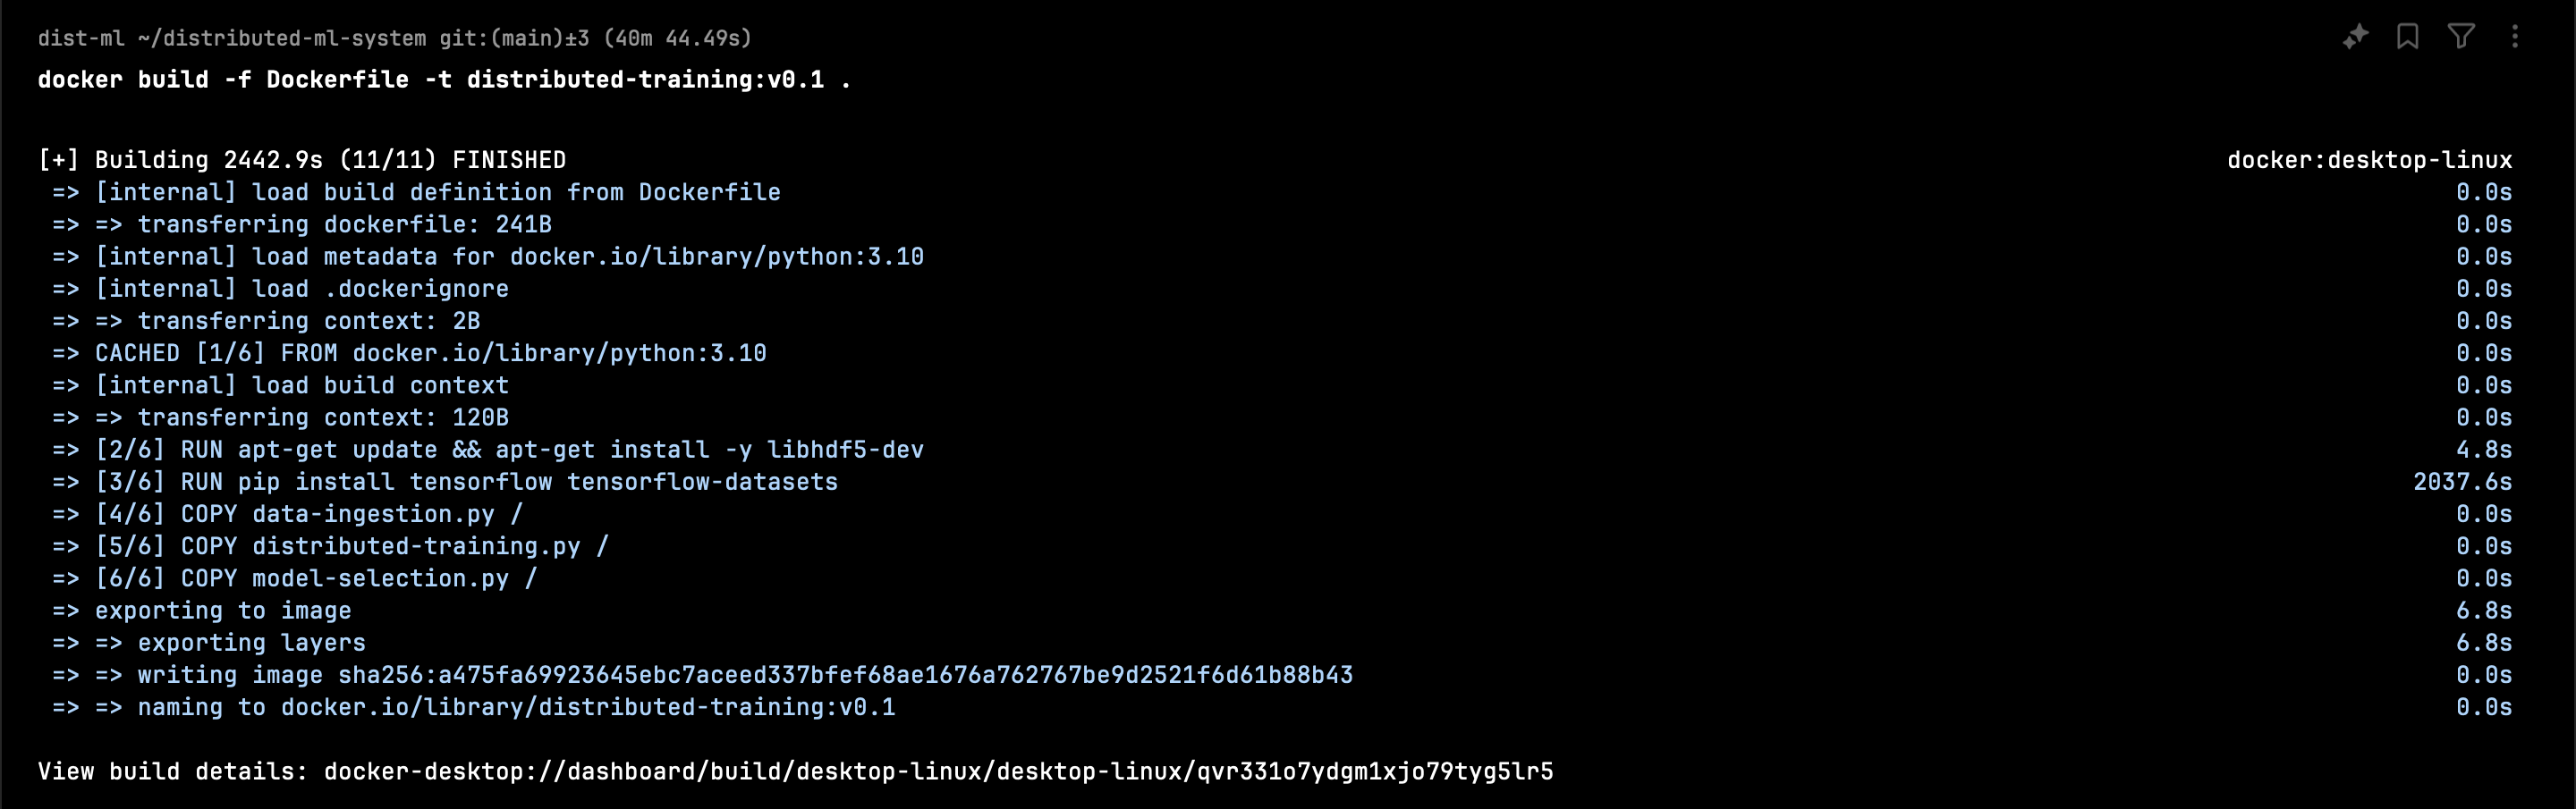 dist-ml ~/distributed-ml-system git:(main)±3 (40m 44.49s)
docker build -f Dockerfile -t distributed-training:v0.1 .
[+] Building 2442.9s (11/11) FINISHED docker:desktop-linux
=> [internal] load build definition from Dockerfile 0.0s
=> => transferring dockerfile: 241B 0.0s
=> [internal] load metadata for docker.io/library/python:3.10 0.0s
=> [internal] load .dockerignore 0.0s
=> => transferring context: 2B 0.0s
=> CACHED [1/6] FROM docker.io/library/python:3.10 0.0s
=> [internal] load build context 0.0s
=> => transferring context: 120B 0.0s
=> [2/6] RUN apt-get update && apt-get install -y libhdf5-dev 4.8s
=> [3/6] RUN pip install tensorflow tensorflow-datasets 2037.6s
=> [4/6] COPY data-ingestion.py / 0.0s
=> [5/6] COPY distributed-training.py / 0.0s
=> [6/6] COPY model-selection.py / 0.0s
=> exporting to image 6.8s
=> => exporting layers 6.8s
=> => writing image sha256:a475fa69923645ebc7aceed337bfef68ae1676a762767be9d2521f6d61b88b43 0.0s
=> => naming to docker.io/library/distributed-training:v0.1 0.0s
View build details: docker-desktop://dashboard/build/desktop-linux/desktop-linux/qvr331o7ydgm1xjo79tyg5lr5